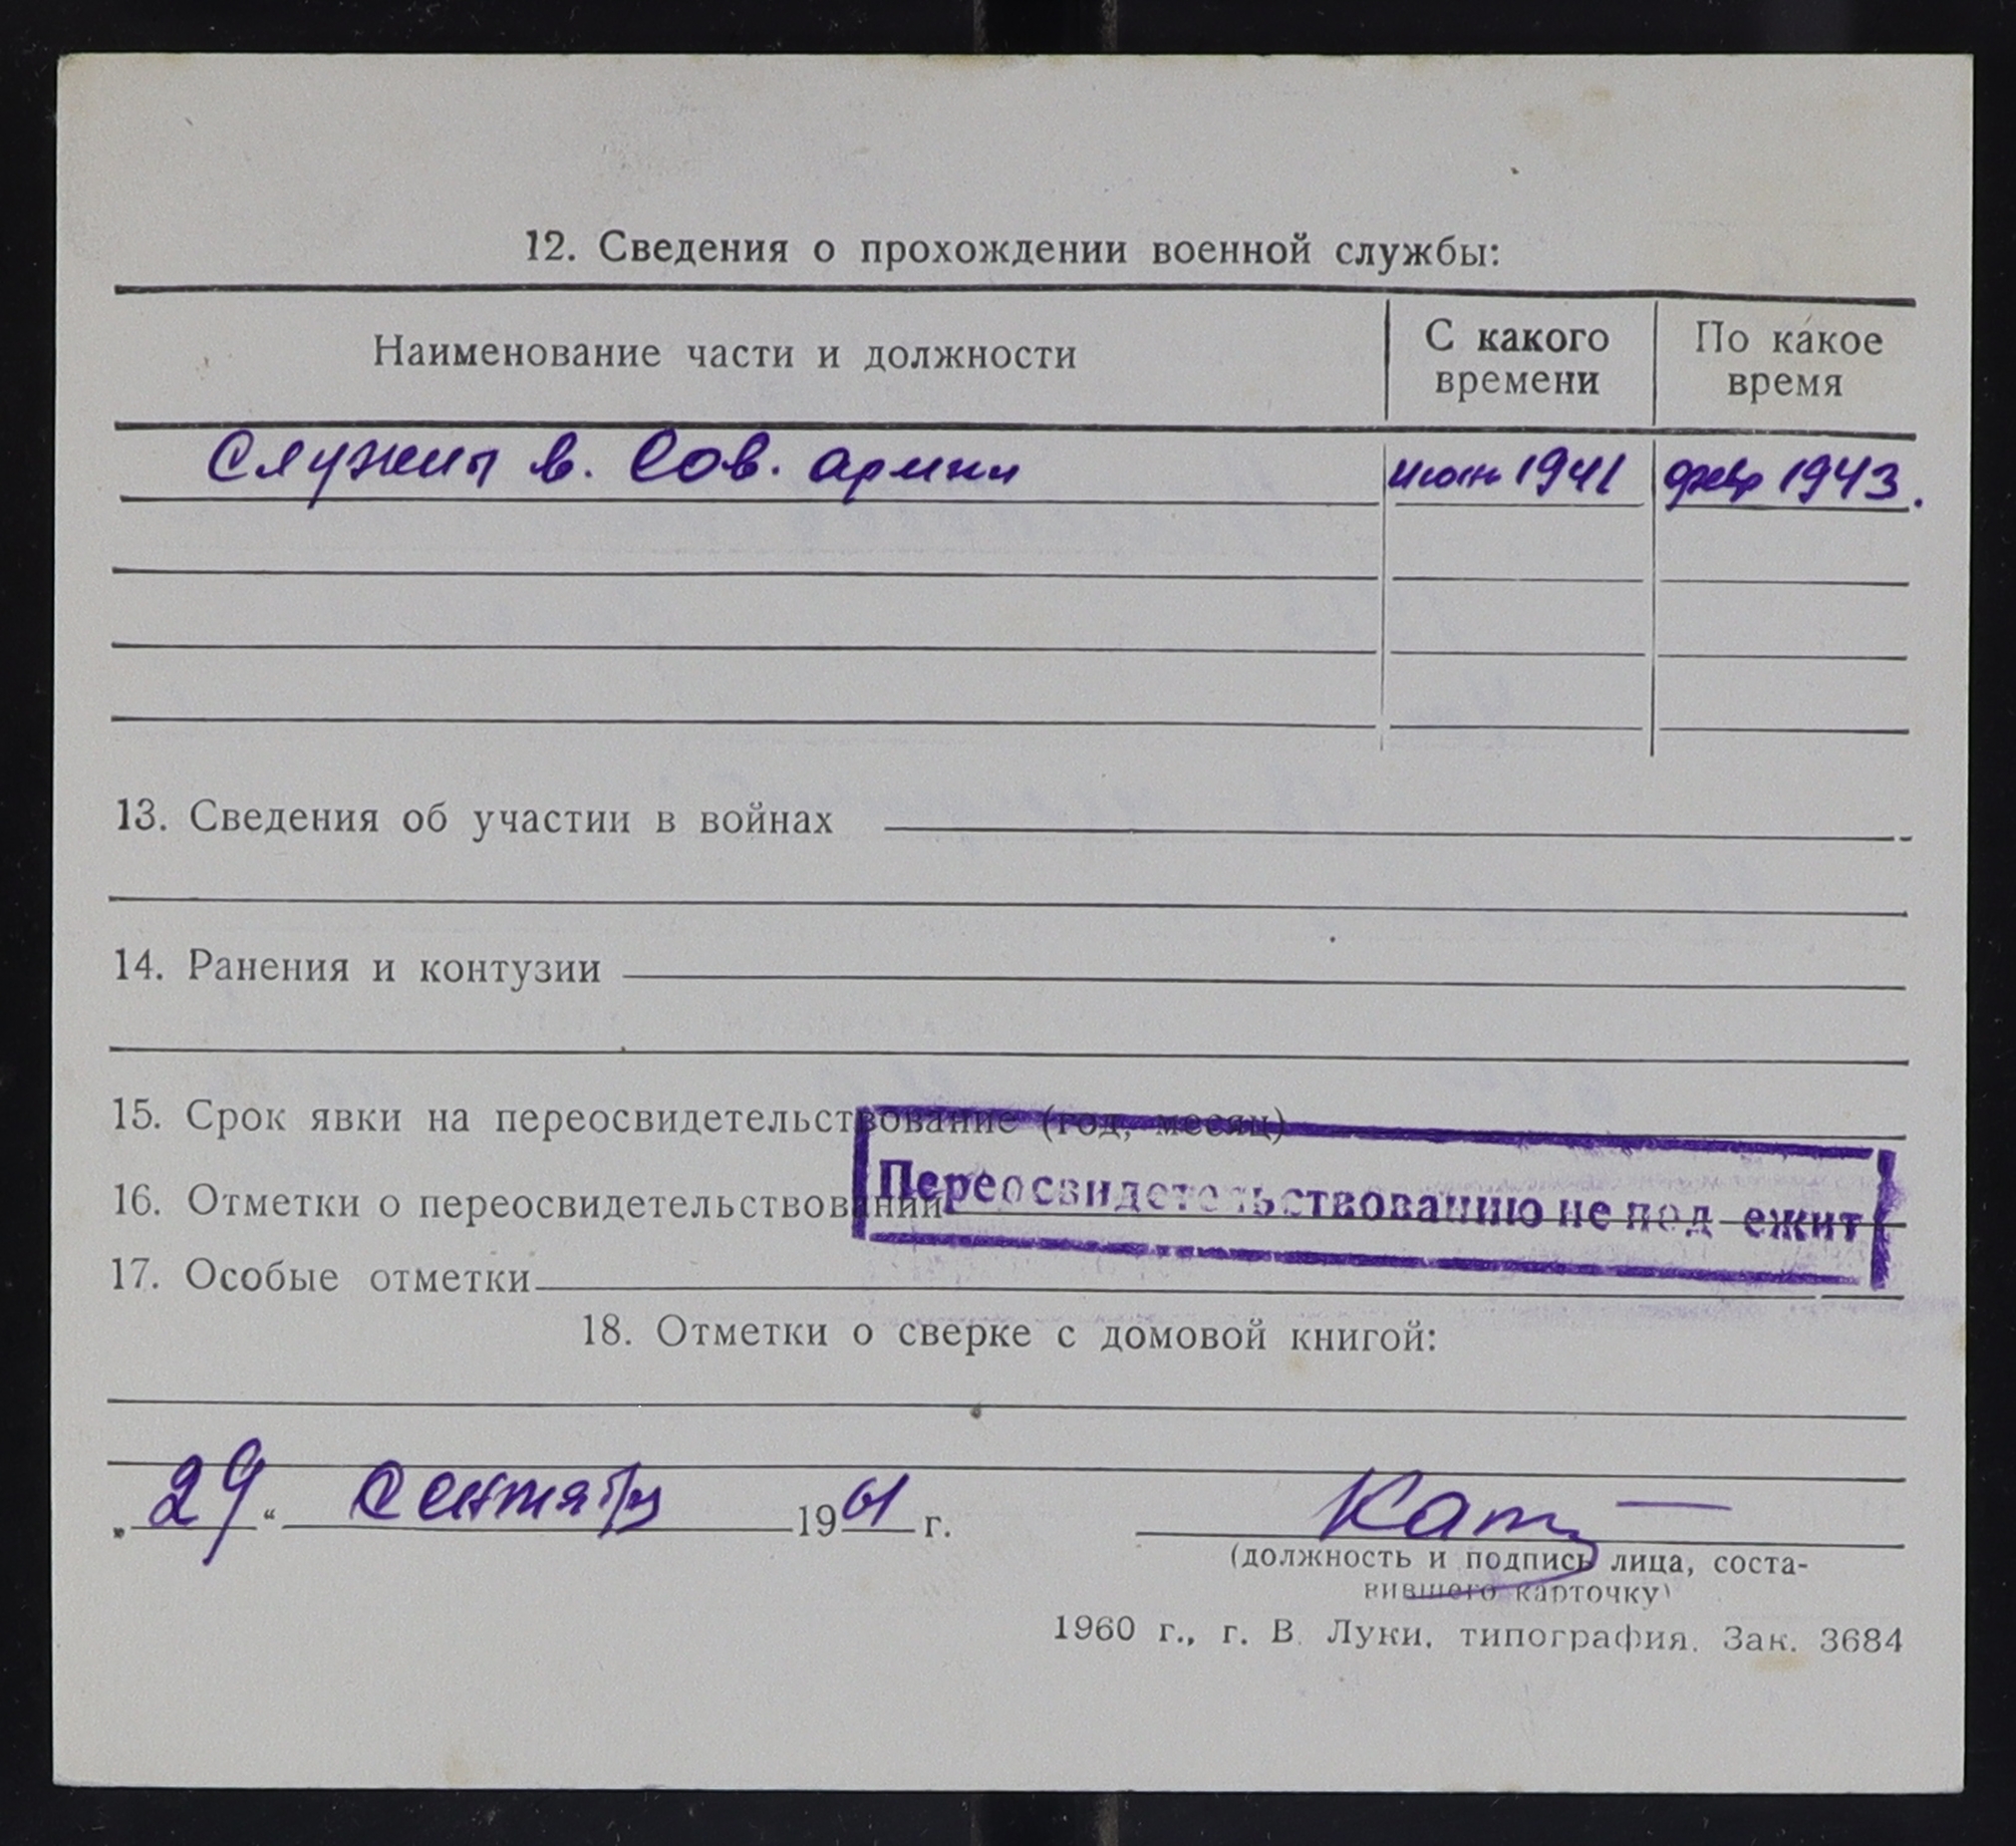 12. Сведения о прохождении военной службы:
Наименование части и должности
С какого времени
По какое время
Служил в. Сов. армии
июнь 1941
февр 1943.
13. Сведения об участии в войнах
14. Ранения и контузии
15. Срок явки на переосвидетельствование (год, месяц)
Переосвидетельствованию не подлежит
16. Отметки о переосвидетельствовании
17. Особые отметки
18. Отметки о сверке с домовой книгой:
„29“ Сентября 1961 г.
(должность и подпись лица, соста-
вившего карточку)
1960 г., г. В. Луки, типография. Зак. 3684